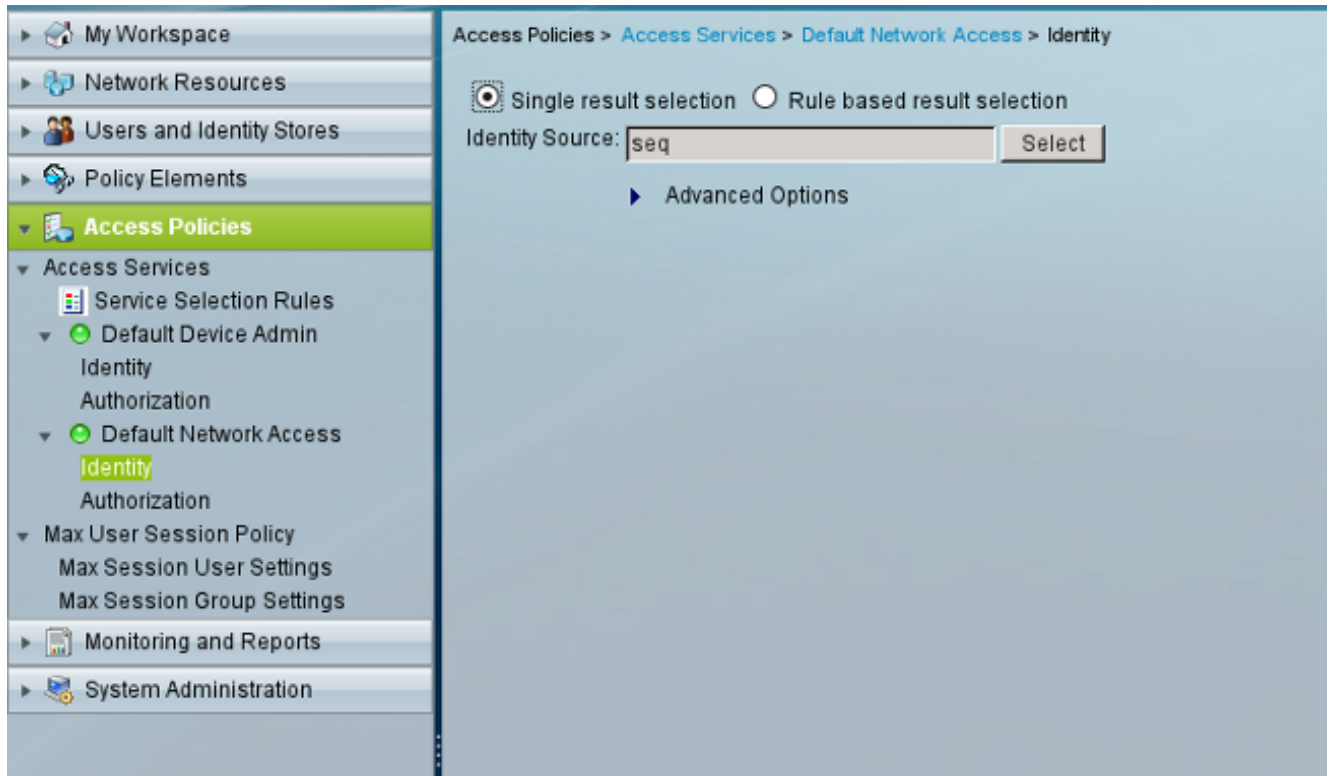 My Workspace
Network Resources
Users and Identity Stores
Policy Elements
Access Policies
Access Services
Service Selection Rules
Default Device Admin
Identity
Authorization
Default Network Access
Identity
Authorization
Max User Session Policy
Max Session User Settings
Max Session Group Settings
Monitoring and Reports
System Administration
Access Policies > Access Services > Default Network Access > Identity
Single result selection Rule based result selection
Identity Source: seq Select
Advanced Options